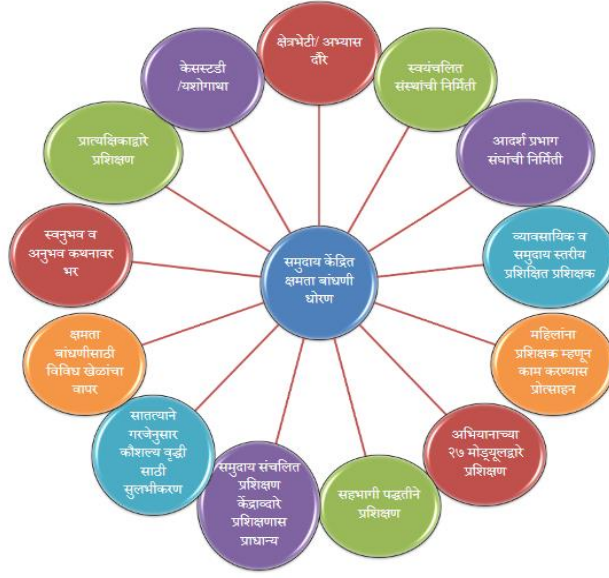 क्षेत्रभेटी/ अभ्यास
दौरे
स्वयंचलित
संस्थांची निर्मिती
आदर्श प्रभाग
संघांची निर्मिती
व्यावसायिक व
समुदाय स्तरीय
प्रशिक्षित प्रशिक्षक
महिलांना
प्रशिक्षक म्हणून
काम करण्यास
प्रोत्साहन
अभियानाच्या
२७ मोड्यूलद्वारे
प्रशिक्षण
सहभागी पद्धतीने
प्रशिक्षण
समुदाय संचलित
प्रशिक्षण
केंद्राव्दारे
प्रशिक्षणास
प्राधान्य
सातत्याने
गरजेनुसार
कौशल्य वृद्धी
साठी
सुलभीकरण
क्षमता
बांधणीसाठी
विविध खेळांचा
वापर
स्वनुभव व
अनुभव कथनावर
भर
प्रात्यक्षिकाद्वारे
प्रशिक्षण
केसस्टडी
/यशोगाथा
समुदाय केंद्रित
क्षमता बांधणी
धोरण